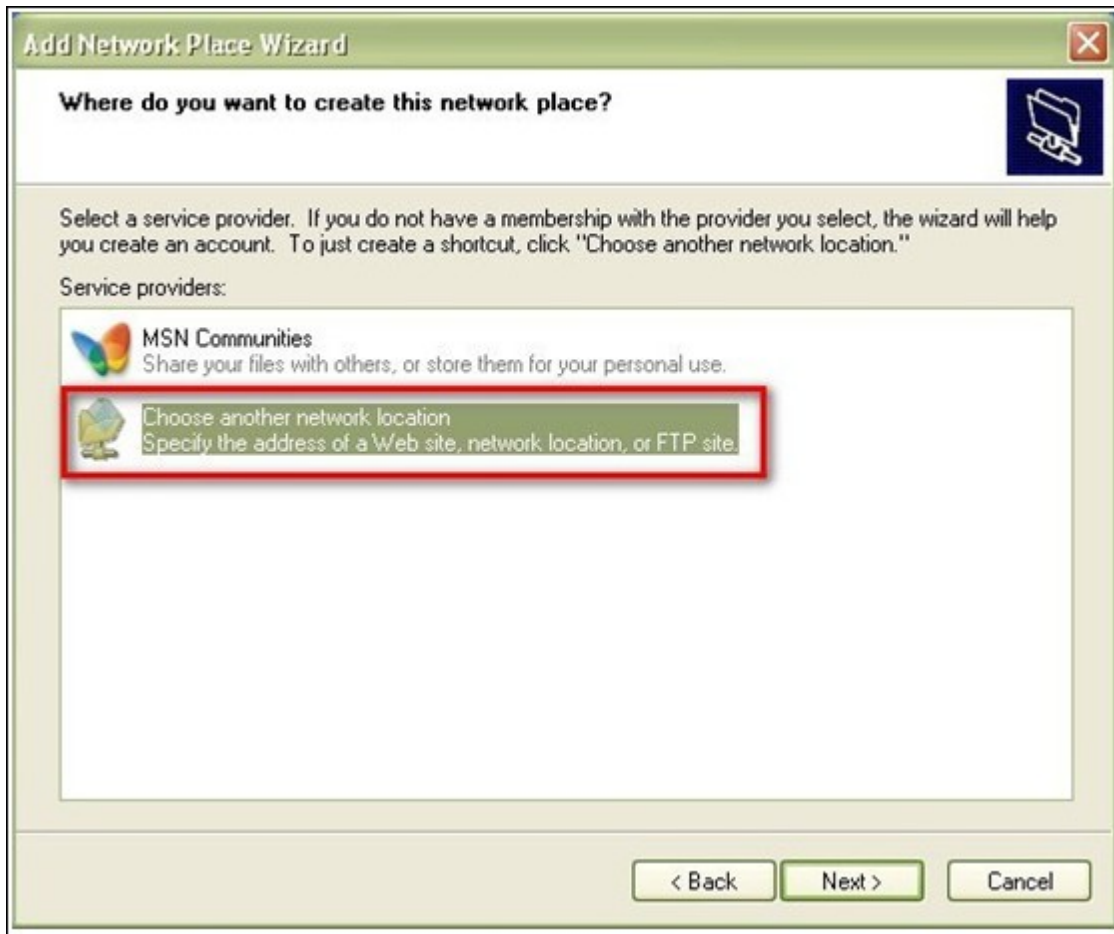 Add Network Place Wizard
Where do you want to create this network place?
Select a service provider. If you do not have a membership with the provider you select, the wizard will help
you create an account. To just create a shortcut, click "Choose another network location."
Service providers:
MSN Communities
Share your files with others, or store them for your personal use.
Choose another network location
Specify the address of a Web site, network location, or FTP site.
< Back
Next >
Cancel